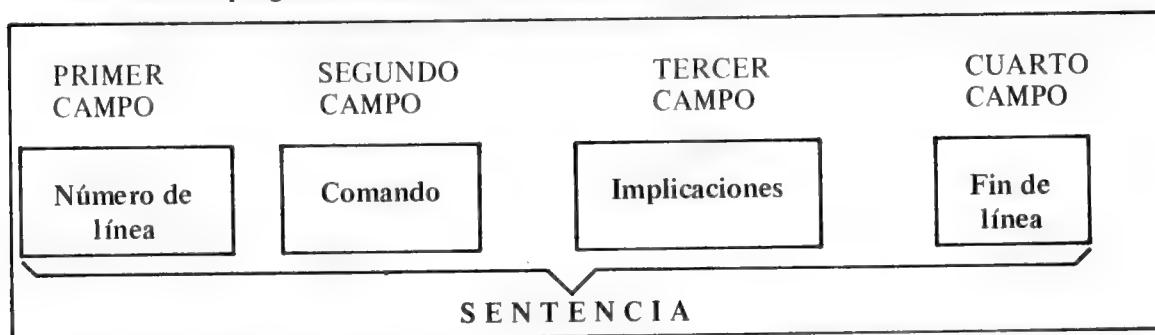 PRIMER CAMPO
SEGUNDO CAMPO
TERCER CAMPO
CUARTO CAMPO
Número de
línea
Comando
Implicaciones
Fin de
línea
SENTENCIA